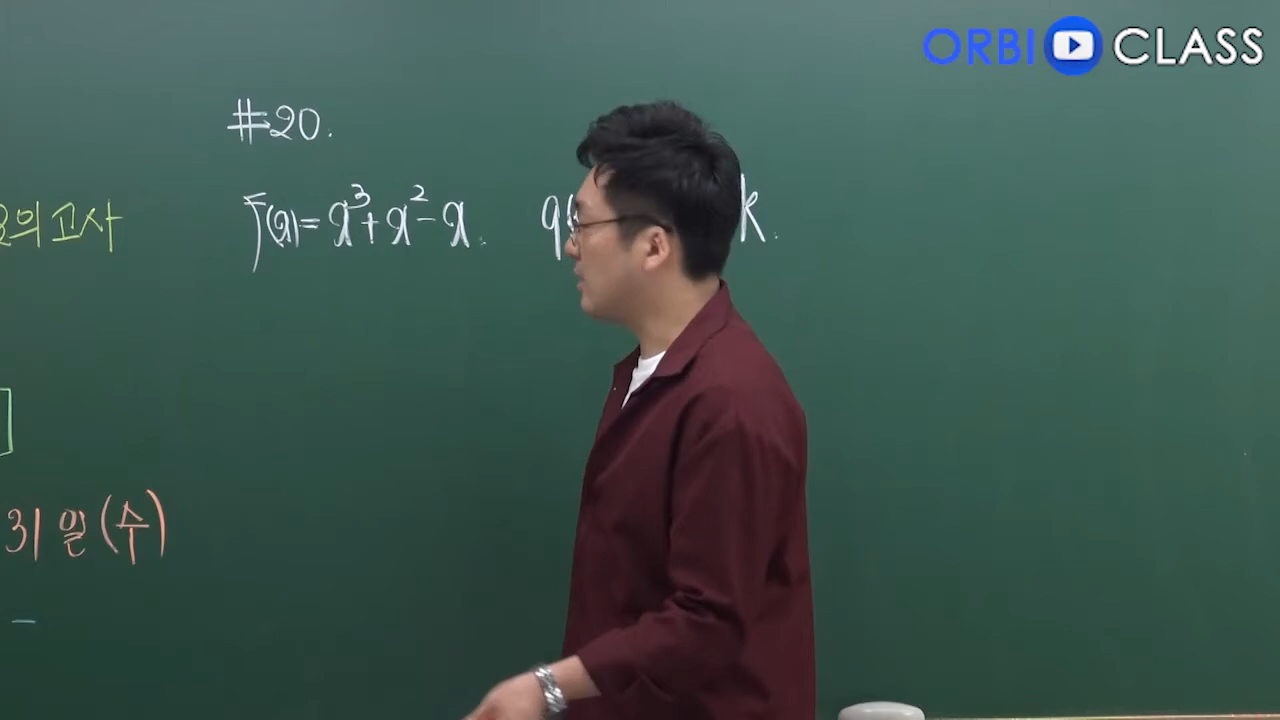 ORBI CLASS
#20.
의고사
f(x)=x³+x²-x. g k.
31일(수)